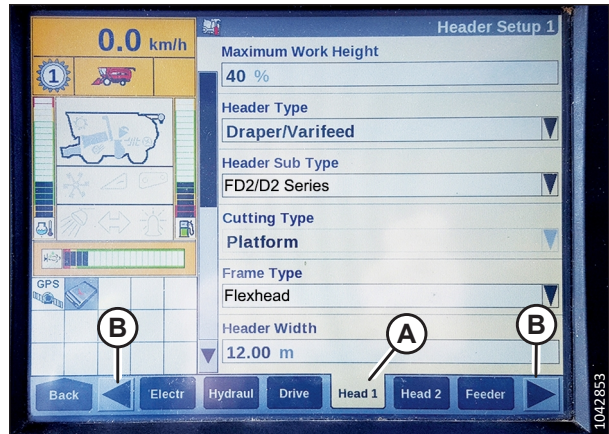 Header Setup 1
0.0 km/h
1
Maximum Work Height
40 %
Header Type
Draper/Varifeed
Header Sub Type
FD2/D2 Series
Cutting Type
Platform
Frame Type
Flexhead
Header Width
12.00 m
GPS
B
A
B
Back
Electr
Hydraul
Drive
Head 1
Head 2
Feeder
1042853